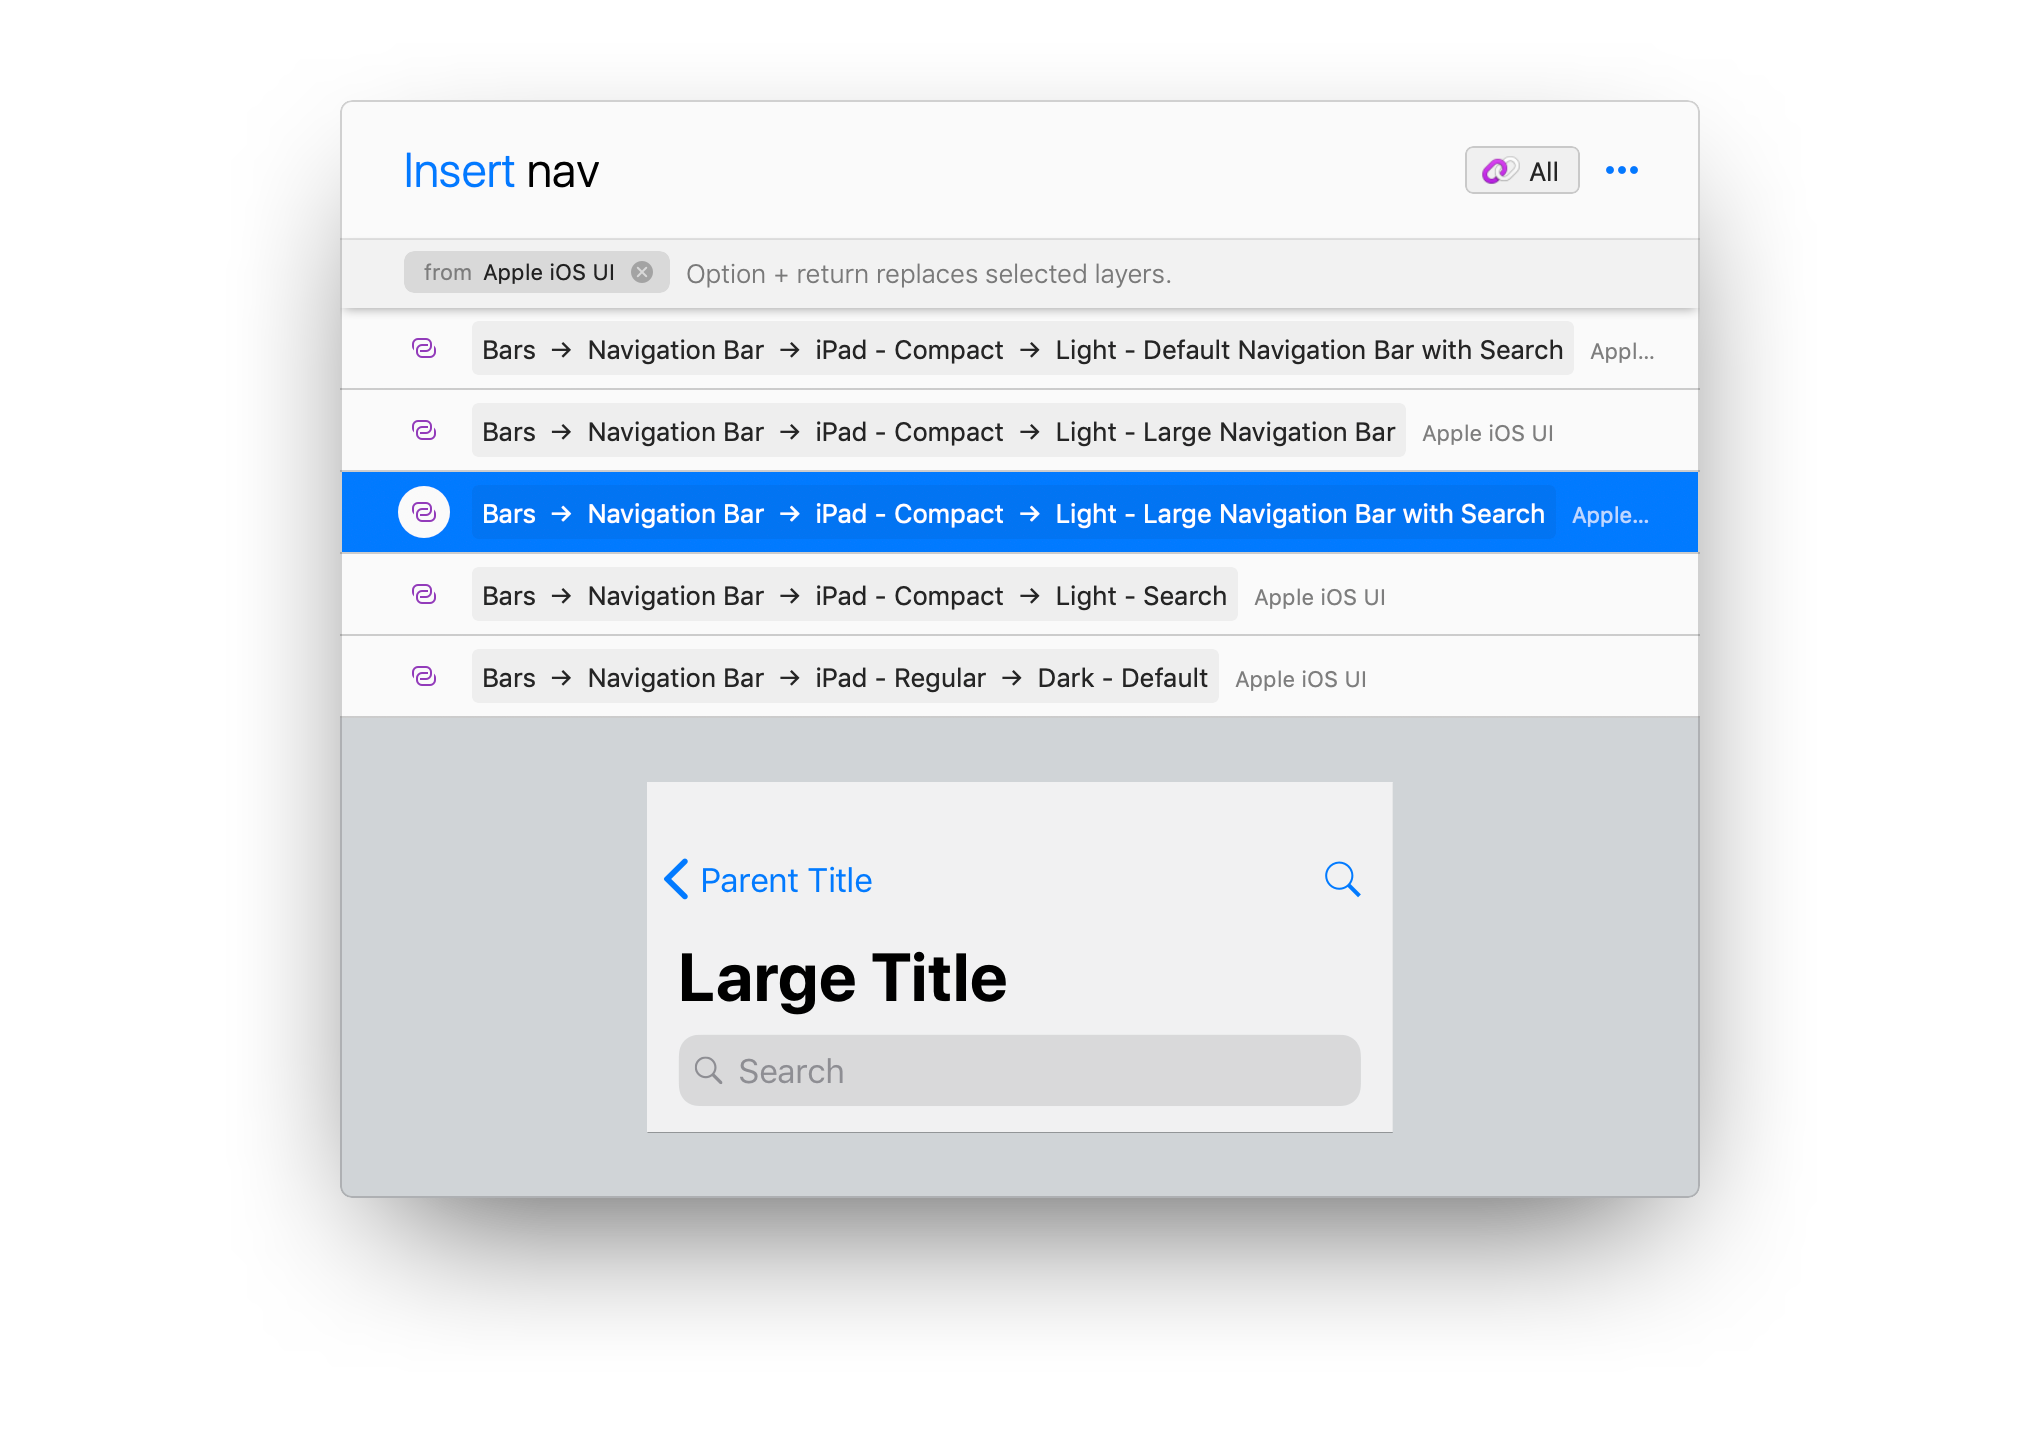 Insert nav All
from Apple iOS UI Option + return replaces selected layers.
Bars → Navigation Bar → iPad - Compact → Light - Default Navigation Bar with Search Appl...
Bars → Navigation Bar → iPad - Compact → Light - Large Navigation Bar Apple iOS UI
Bars → Navigation Bar → iPad - Compact → Light - Large Navigation Bar with Search Apple...
Bars → Navigation Bar → iPad - Compact → Light - Search Apple iOS UI
Bars → Navigation Bar → iPad - Regular → Dark - Default Apple iOS UI
Parent Title
Large Title
Search